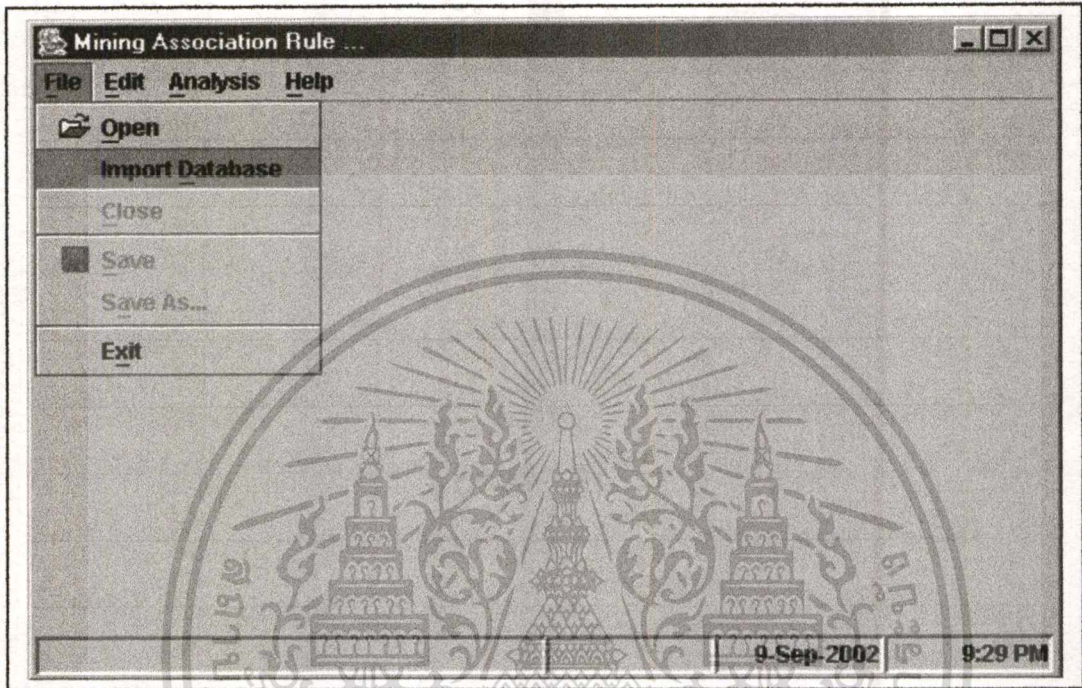 Mining Association Rule ...
File Edit Analysis Help
Open
Import Database
Close
Save
Save As...
Exit
9-Sep-2002 9:29 PM